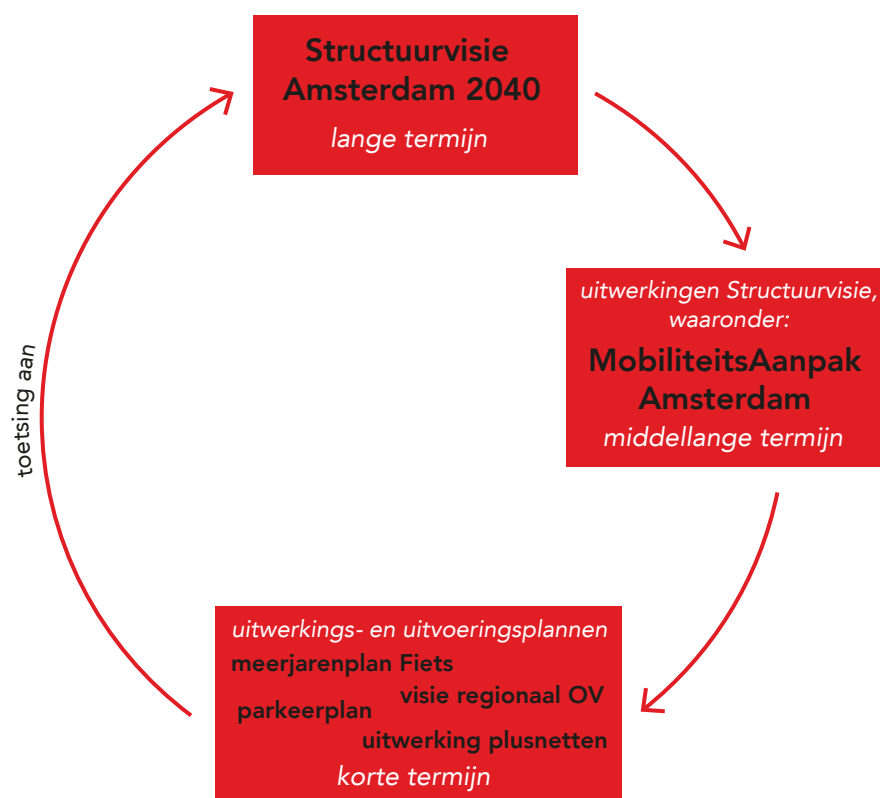 Structuurvisie
Amsterdam 2040
lange termijn
uitwerkingen Structuurvisie,
waaronder:
MobiliteitsAanpak
Amsterdam
middellange termijn
uitwerkings- en uitvoeringsplannen
meerjarenplan Fiets
visie regionaal OV
parkeerplan
uitwerking plusnetten
korte termijn
toetsing aan